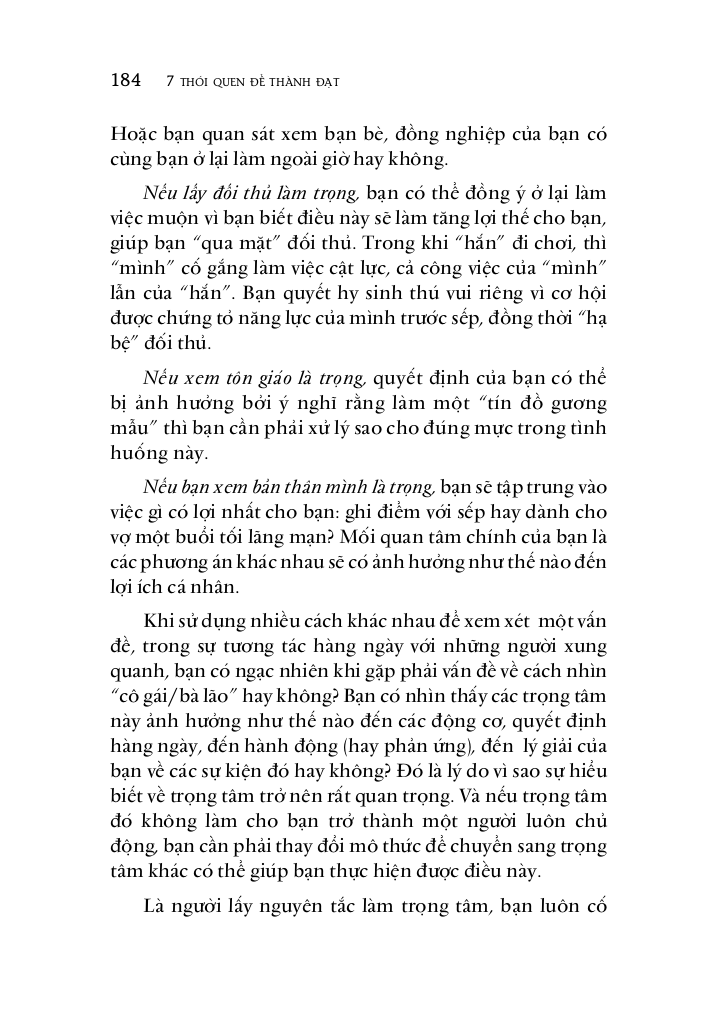 184 7 THÓI QUEN ĐỂ THÀNH ĐẠT
Hoặc bạn quan sát xem bạn bè, đồng nghiệp của bạn có
cùng bạn ở lại làm ngoài giờ hay không.
Nếu lấy đối thủ làm trọng, bạn có thể đồng ý ở lại làm
việc muộn vì bạn biết điều này sẽ làm tăng lợi thế cho bạn,
giúp bạn “qua mặt” đối thủ. Trong khi “hắn” đi chơi, thì
“mình” cố gắng làm việc cật lực, cả công việc của “mình”
lẫn của “hắn”. Bạn quyết hy sinh thú vui riêng vì cơ hội
được chứng tỏ năng lực của mình trước sếp, đồng thời “hạ
bệ” đối thủ.
Nếu xem tôn giáo là trọng, quyết định của bạn có thể
bị ảnh hưởng bởi ý nghĩ rằng làm một “tín đồ gương
mẫu” thì bạn cần phải xử lý sao cho đúng mực trong tình
huống này.
Nếu bạn xem bản thân mình là trọng, bạn sẽ tập trung vào
việc gì có lợi nhất cho bạn: ghi điểm với sếp hay dành cho
vợ một buổi tối lãng mạn? Mối quan tâm chính của bạn là
các phương án khác nhau sẽ có ảnh hưởng như thế nào đến
lợi ích cá nhân.
Khi sử dụng nhiều cách khác nhau để xem xét một vấn
đề, trong sự tương tác hàng ngày với những người xung
quanh, bạn có ngạc nhiên khi gặp phải vấn đề về cách nhìn
“cô gái/bà lão” hay không? Bạn có nhìn thấy các trọng tâm
này ảnh hưởng như thế nào đến các động cơ, quyết định
hàng ngày, đến hành động (hay phản ứng), đến lý giải của
bạn về các sự kiện đó hay không? Đó là lý do vì sao sự hiểu
biết về trọng tâm trở nên rất quan trọng. Và nếu trọng tâm
đó không làm cho bạn trở thành một người luôn chủ
động, bạn cần phải thay đổi mô thức để chuyển sang trọng
tâm khác có thể giúp bạn thực hiện được điều này.
Là người lấy nguyên tắc làm trọng tâm, bạn luôn cố